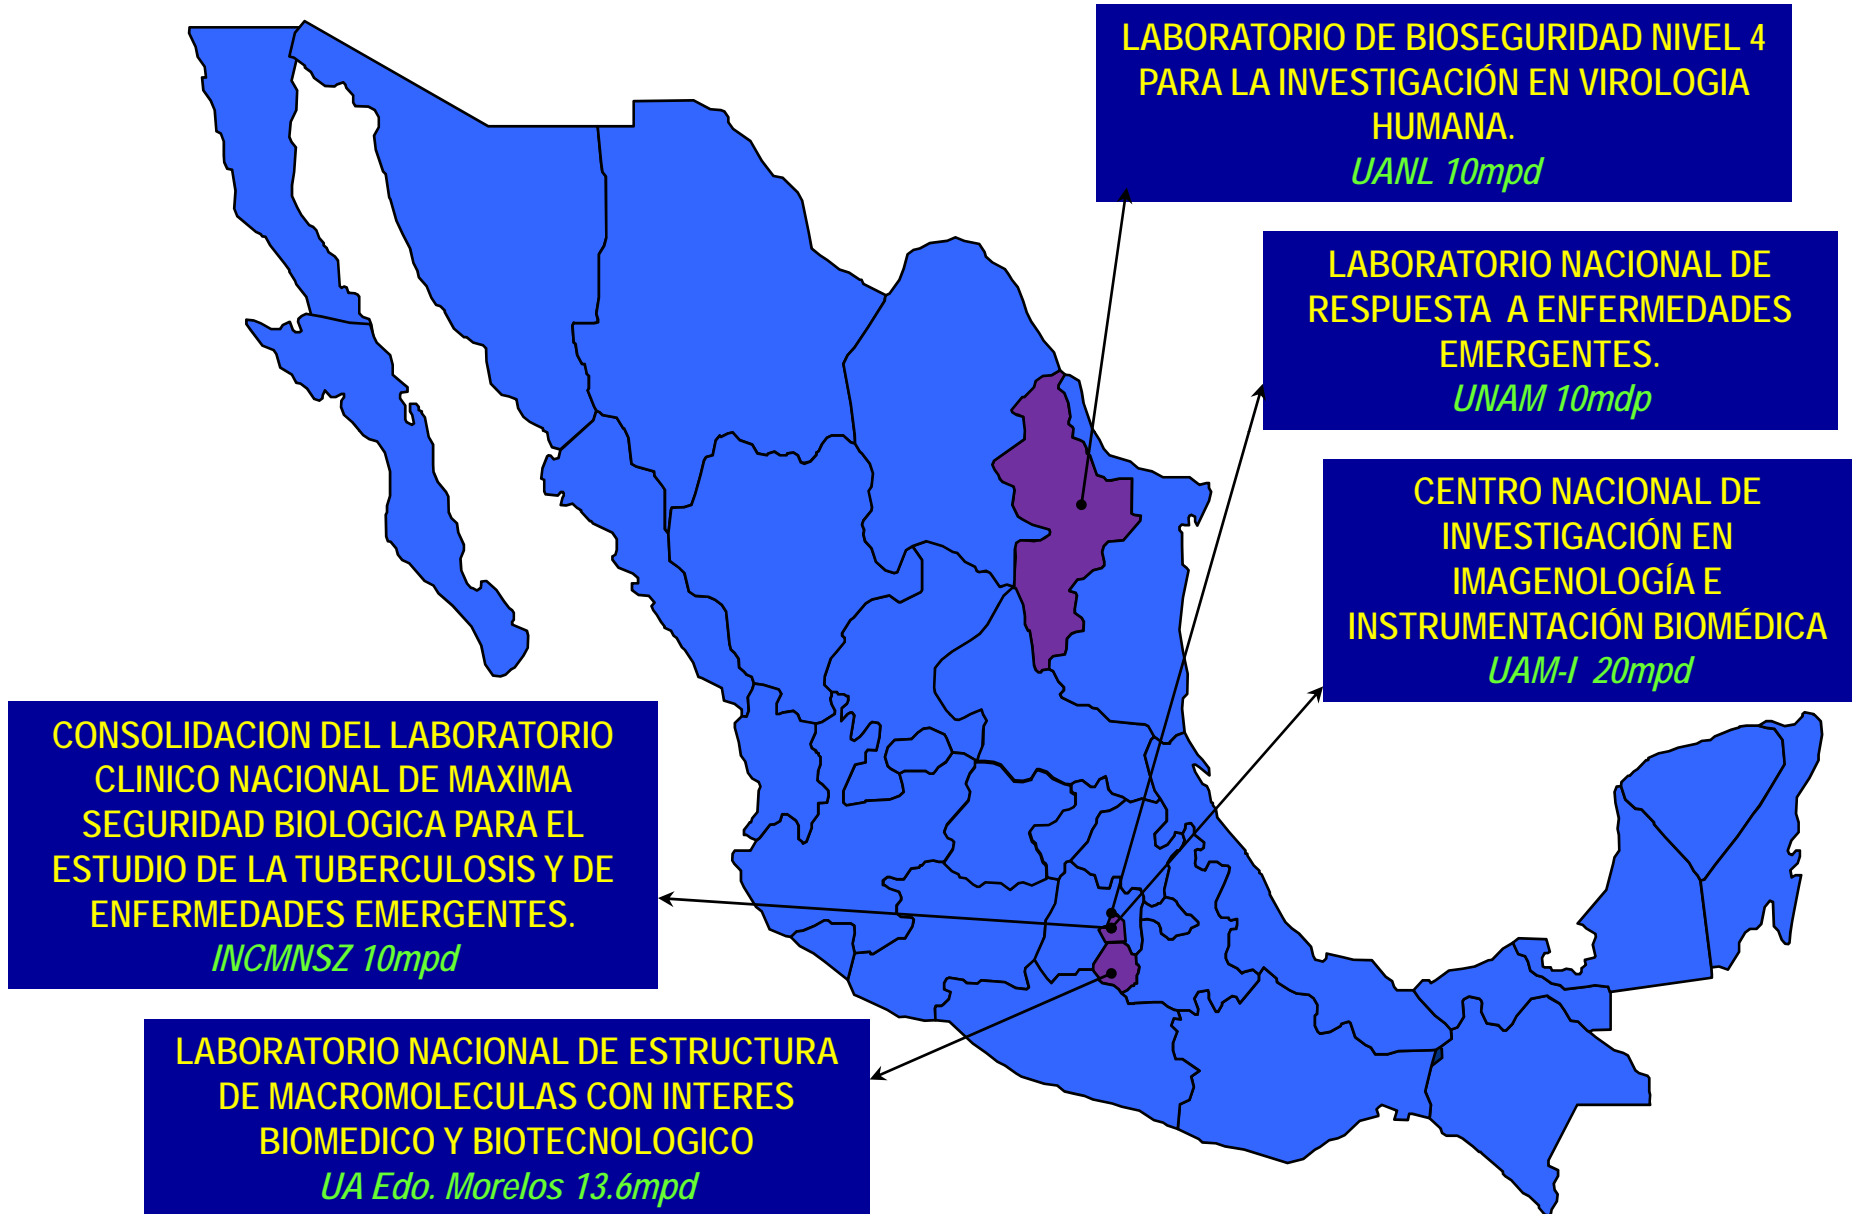 LABORATORIO DE BIOSEGURIDAD NIVEL 4
PARA LA INVESTIGACIÓN EN VIROLOGIA
HUMANA.
UANL 10mpd
LABORATORIO NACIONAL DE
RESPUESTA A ENFERMEDADES
EMERGENTES.
UNAM 10mdp
CENTRO NACIONAL DE
INVESTIGACIÓN EN
IMAGENOLOGÍA E
INSTRUMENTACIÓN BIOMÉDICA
UAM-I 20mpd
CONSOLIDACION DEL LABORATORIO
CLINICO NACIONAL DE MAXIMA
SEGURIDAD BIOLOGICA PARA EL
ESTUDIO DE LA TUBERCULOSIS Y DE
ENFERMEDADES EMERGENTES.
INCMNSZ 10mpd
LABORATORIO NACIONAL DE ESTRUCTURA
DE MACROMOLECULAS CON INTERES
BIOMEDICO Y BIOTECNOLOGICO
UA Edo. Morelos 13.6mpd